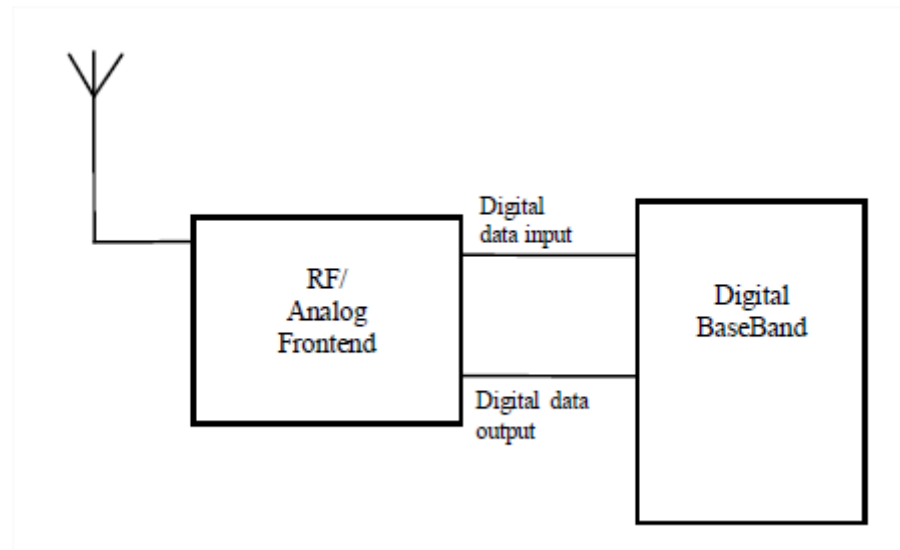 Digital
data input
RF/
Analog
Frontend
Digital
BaseBand
Digital data
output